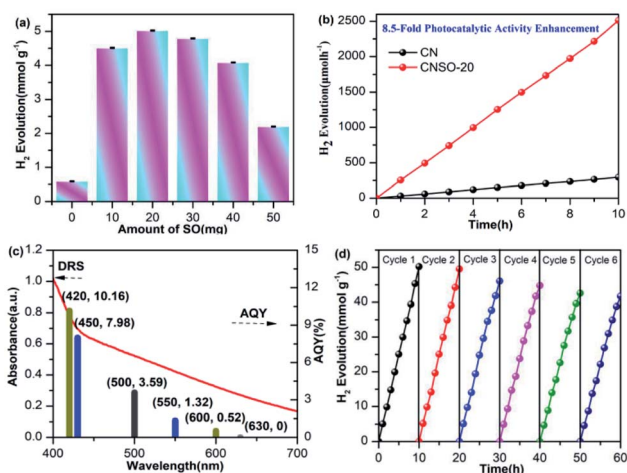 (a)
H2 Evolution(mmol g-1)
5
4
3
2
1
0
0 10 20 30 40 50
Amount of SO(mg)
(b)
8.5-Fold Photocatalytic Activity Enhancement
CN
CNSO-20
H2 Evolution(μmolh-1)
2500
2000
1500
1000
500
0
0 2 4 6 8 10
Time(h)
(c)
DRS
AQY
(420, 10.16)
(450, 7.98)
(500, 3.59)
(550, 1.32)
(600, 0.52)
(630, 0)
Absorbance(a.u.)
1.2
1.0
0.8
0.6
0.4
0.2
0.0
AQY(%)
15
12
9
6
3
0
400 500 600 700
Wavelength(nm)
(d)
Cycle 1 Cycle 2 Cycle 3 Cycle 4 Cycle 5 Cycle 6
H2 Evolution(mmol g-1)
50
40
30
20
10
0
0 10 20 30 40 50 60
Time(h)